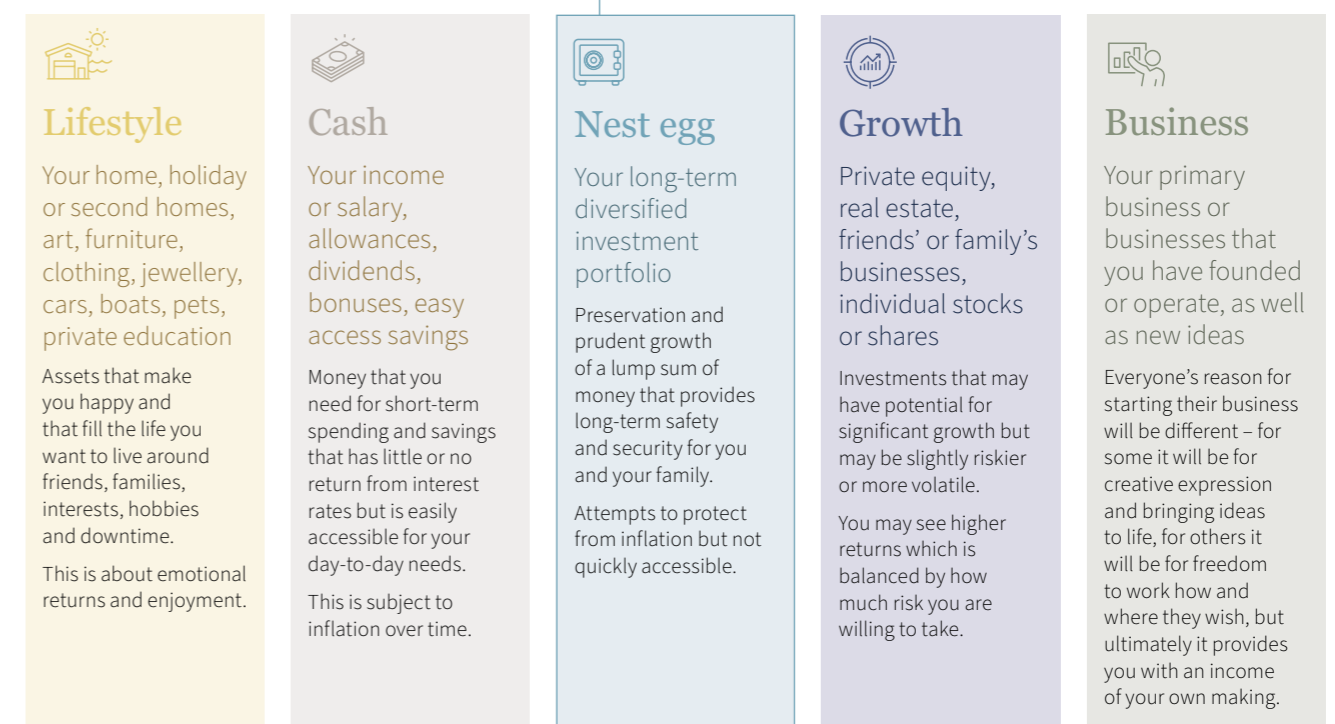 Lifestyle
Your home, holiday
or second homes,
art, furniture,
clothing, jewellery,
cars, boats, pets,
private education
Assets that make
you happy and
that fill the life you
want to live around
friends, families,
interests, hobbies
and downtime.
This is about emotional
returns and enjoyment.
Cash
Your income
or salary,
allowances,
dividends,
bonuses, easy
access savings
Money that you
need for short-term
spending and savings
that has little or no
return from interest
rates but is easily
accessible for your
day-to-day needs.
This is subject to
inflation over time.
Nest egg
Your long-term
diversified
investment
portfolio
Preservation and
prudent growth
of a lump sum of
money that provides
long-term safety
and security for you
and your family.
Attempts to protect
from inflation but not
quickly accessible.
Growth
Private equity,
real estate,
friends’ or family’s
businesses,
individual stocks
or shares
Investments that may
have potential for
significant growth but
may be slightly riskier
or more volatile.
You may see higher
returns which is
balanced by how
much risk you are
willing to take.
Business
Your primary
business or
businesses that
you have founded
or operate, as well
as new ideas
Everyone’s reason for
starting their business
will be different – for
some it will be for
creative expression
and bringing ideas
to life, for others it
will be for freedom
to work how and
where they wish, but
ultimately it provides
you with an income
of your own making.